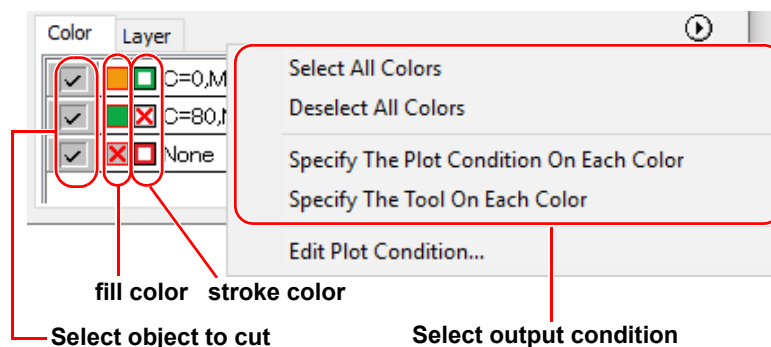 Color Layer
C=0,M
C=80,
None
Select All Colors
Deselect All Colors
Specify The Plot Condition On Each Color
Specify The Tool On Each Color
Edit Plot Condition...
fill color stroke color
Select object to cut
Select output condition